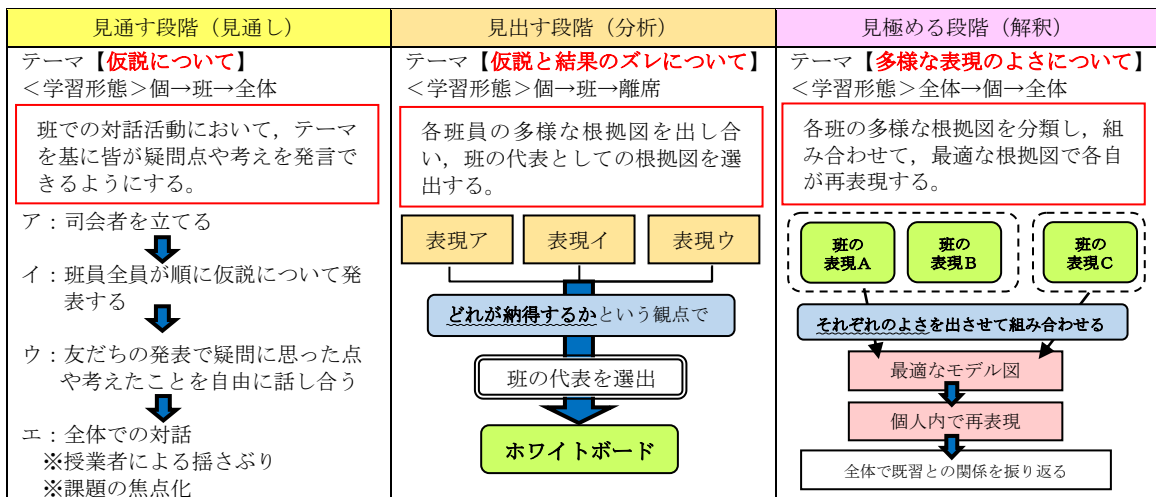 見通す段階（見通し）
テーマ【仮説について】
＜学習形態＞個→班→全体
班での対話活動において，テーマ
を基に皆が疑問点や考えを発言で
きるようにする。
ア：司会者を立てる
イ：班員全員が順に仮説について発
表する
ウ：友だちの発表で疑問に思った点
や考えたことを自由に話し合う
エ：全体での対話
※授業者による揺さぶり
※課題の焦点化
見出す段階（分析）
テーマ【仮説と結果のズレについて】
＜学習形態＞個→班→離席
各班員の多様な根拠図を出し合
い，班の代表としての根拠図を選
出する。
表現ア
表現イ
表現ウ
どれが納得するかという観点で
班の代表を選出
ホワイトボード
見極める段階（解釈）
テーマ【多様な表現のよさについて】
＜学習形態＞全体→個→全体
各班の多様な根拠図を分類し，組
み合わせて，最適な根拠図で各自
が再表現する。
班の
表現A
班の
表現B
班の
表現C
それぞれのよさを出させて組み合わせる
最適なモデル図
個人内で再表現
全体で既習との関係を振り返る